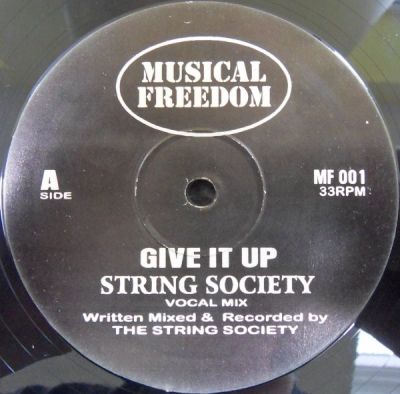 MUSICAL
FREEDOM
A
SIDE
MF 001
33RPM
GIVE IT UP
STRING SOCIETY
VOCAL MIX
Written Mixed & Recorded by
THE STRING SOCIETY